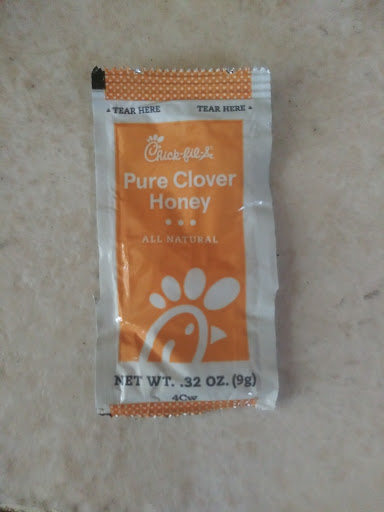 TEAR HERE TEAR HERE
Chick-fil-A
Pure Clover
Honey
ALL NATURAL
NET WT. .32 OZ. (9g)